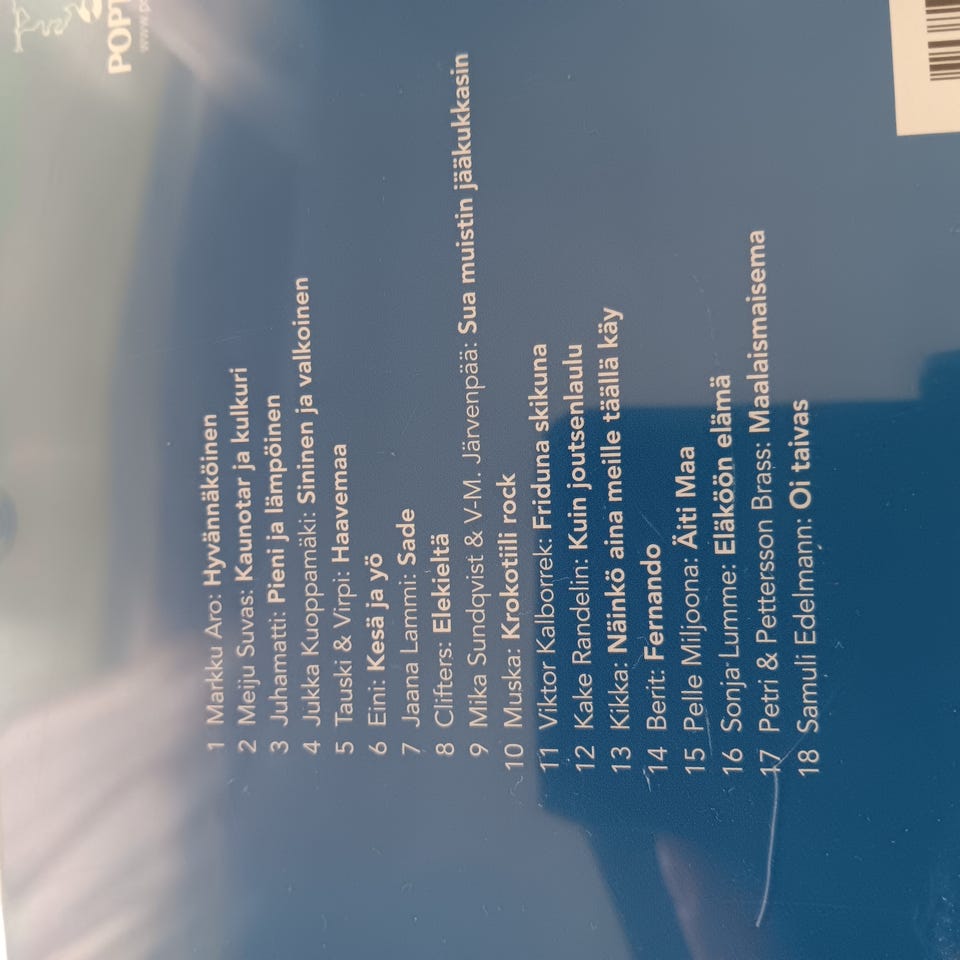 POP
1 Markku Aro: Hyvännäköinen
2 Meiju Suvas: Kaunotar ja kulkuri
3 Juhamatti: Pieni ja lämpöinen
4 Jukka Kuoppamäki: Sininen ja valkoinen
5 Tauski & Virpi: Haavemaa
6 Eini: Kesä ja yö
7 Jaana Lammi: Sade
8 Clifters: Elekieltä
9 Mika Sundqvist & V-M. Järvenpää: Sua muistin jääkukkasin
10 Muska: Krokotiili rock
11 Viktor Kalborrek: Friduna skikuna
12 Kake Randelin: Kuin joutsenlaulu
13 Kikka: Näinkö aina meille täällä käy
14 Berit: Fernando
15 Pelle Miljoona: Äiti Maa
16 Sonja Lumme: Eläköön elämä
17 Petri & Pettersson Brass: Maalaismaisema
18 Samuli Edelmann: Oi taivas